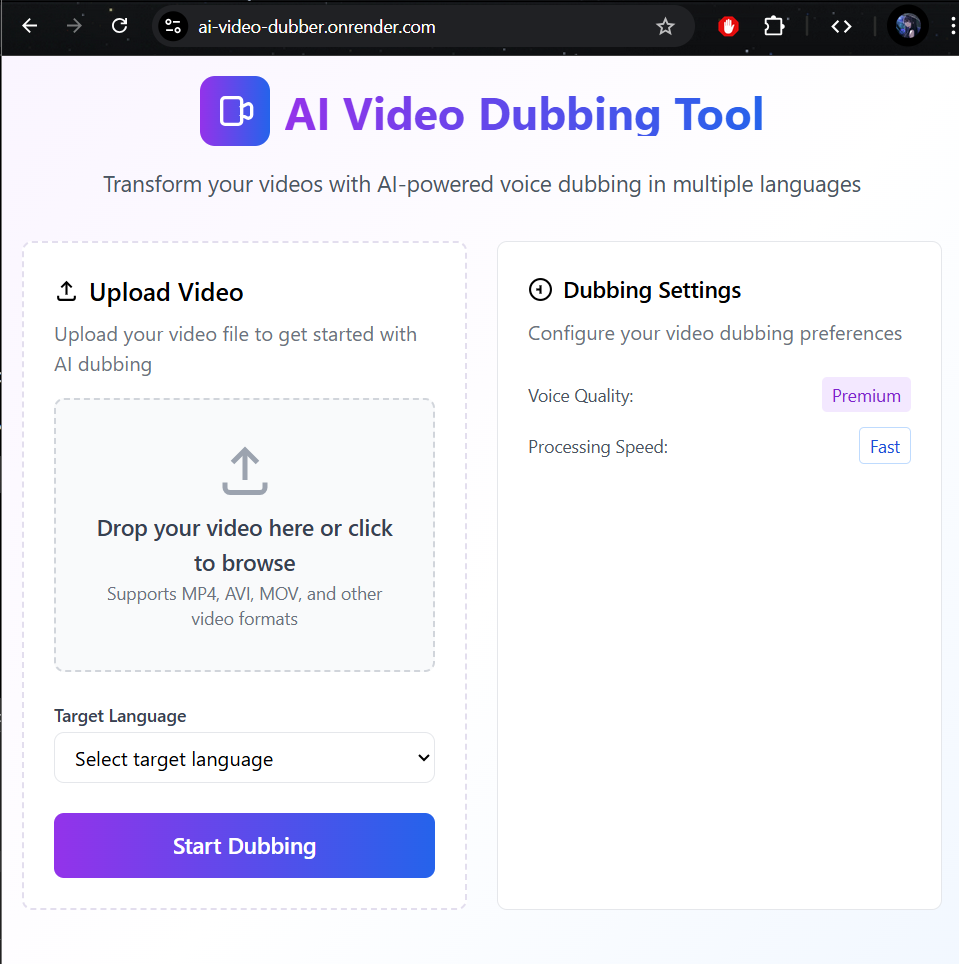 ai-video-dubber.onrender.com
AI Video Dubbing Tool
Transform your videos with AI-powered voice dubbing in multiple languages
Upload Video
Upload your video file to get started with
AI dubbing
Drop your video here or click
to browse
Supports MP4, AVI, MOV, and other
video formats
Target Language
Select target language
Start Dubbing
Dubbing Settings
Configure your video dubbing preferences
Voice Quality: Premium
Processing Speed: Fast